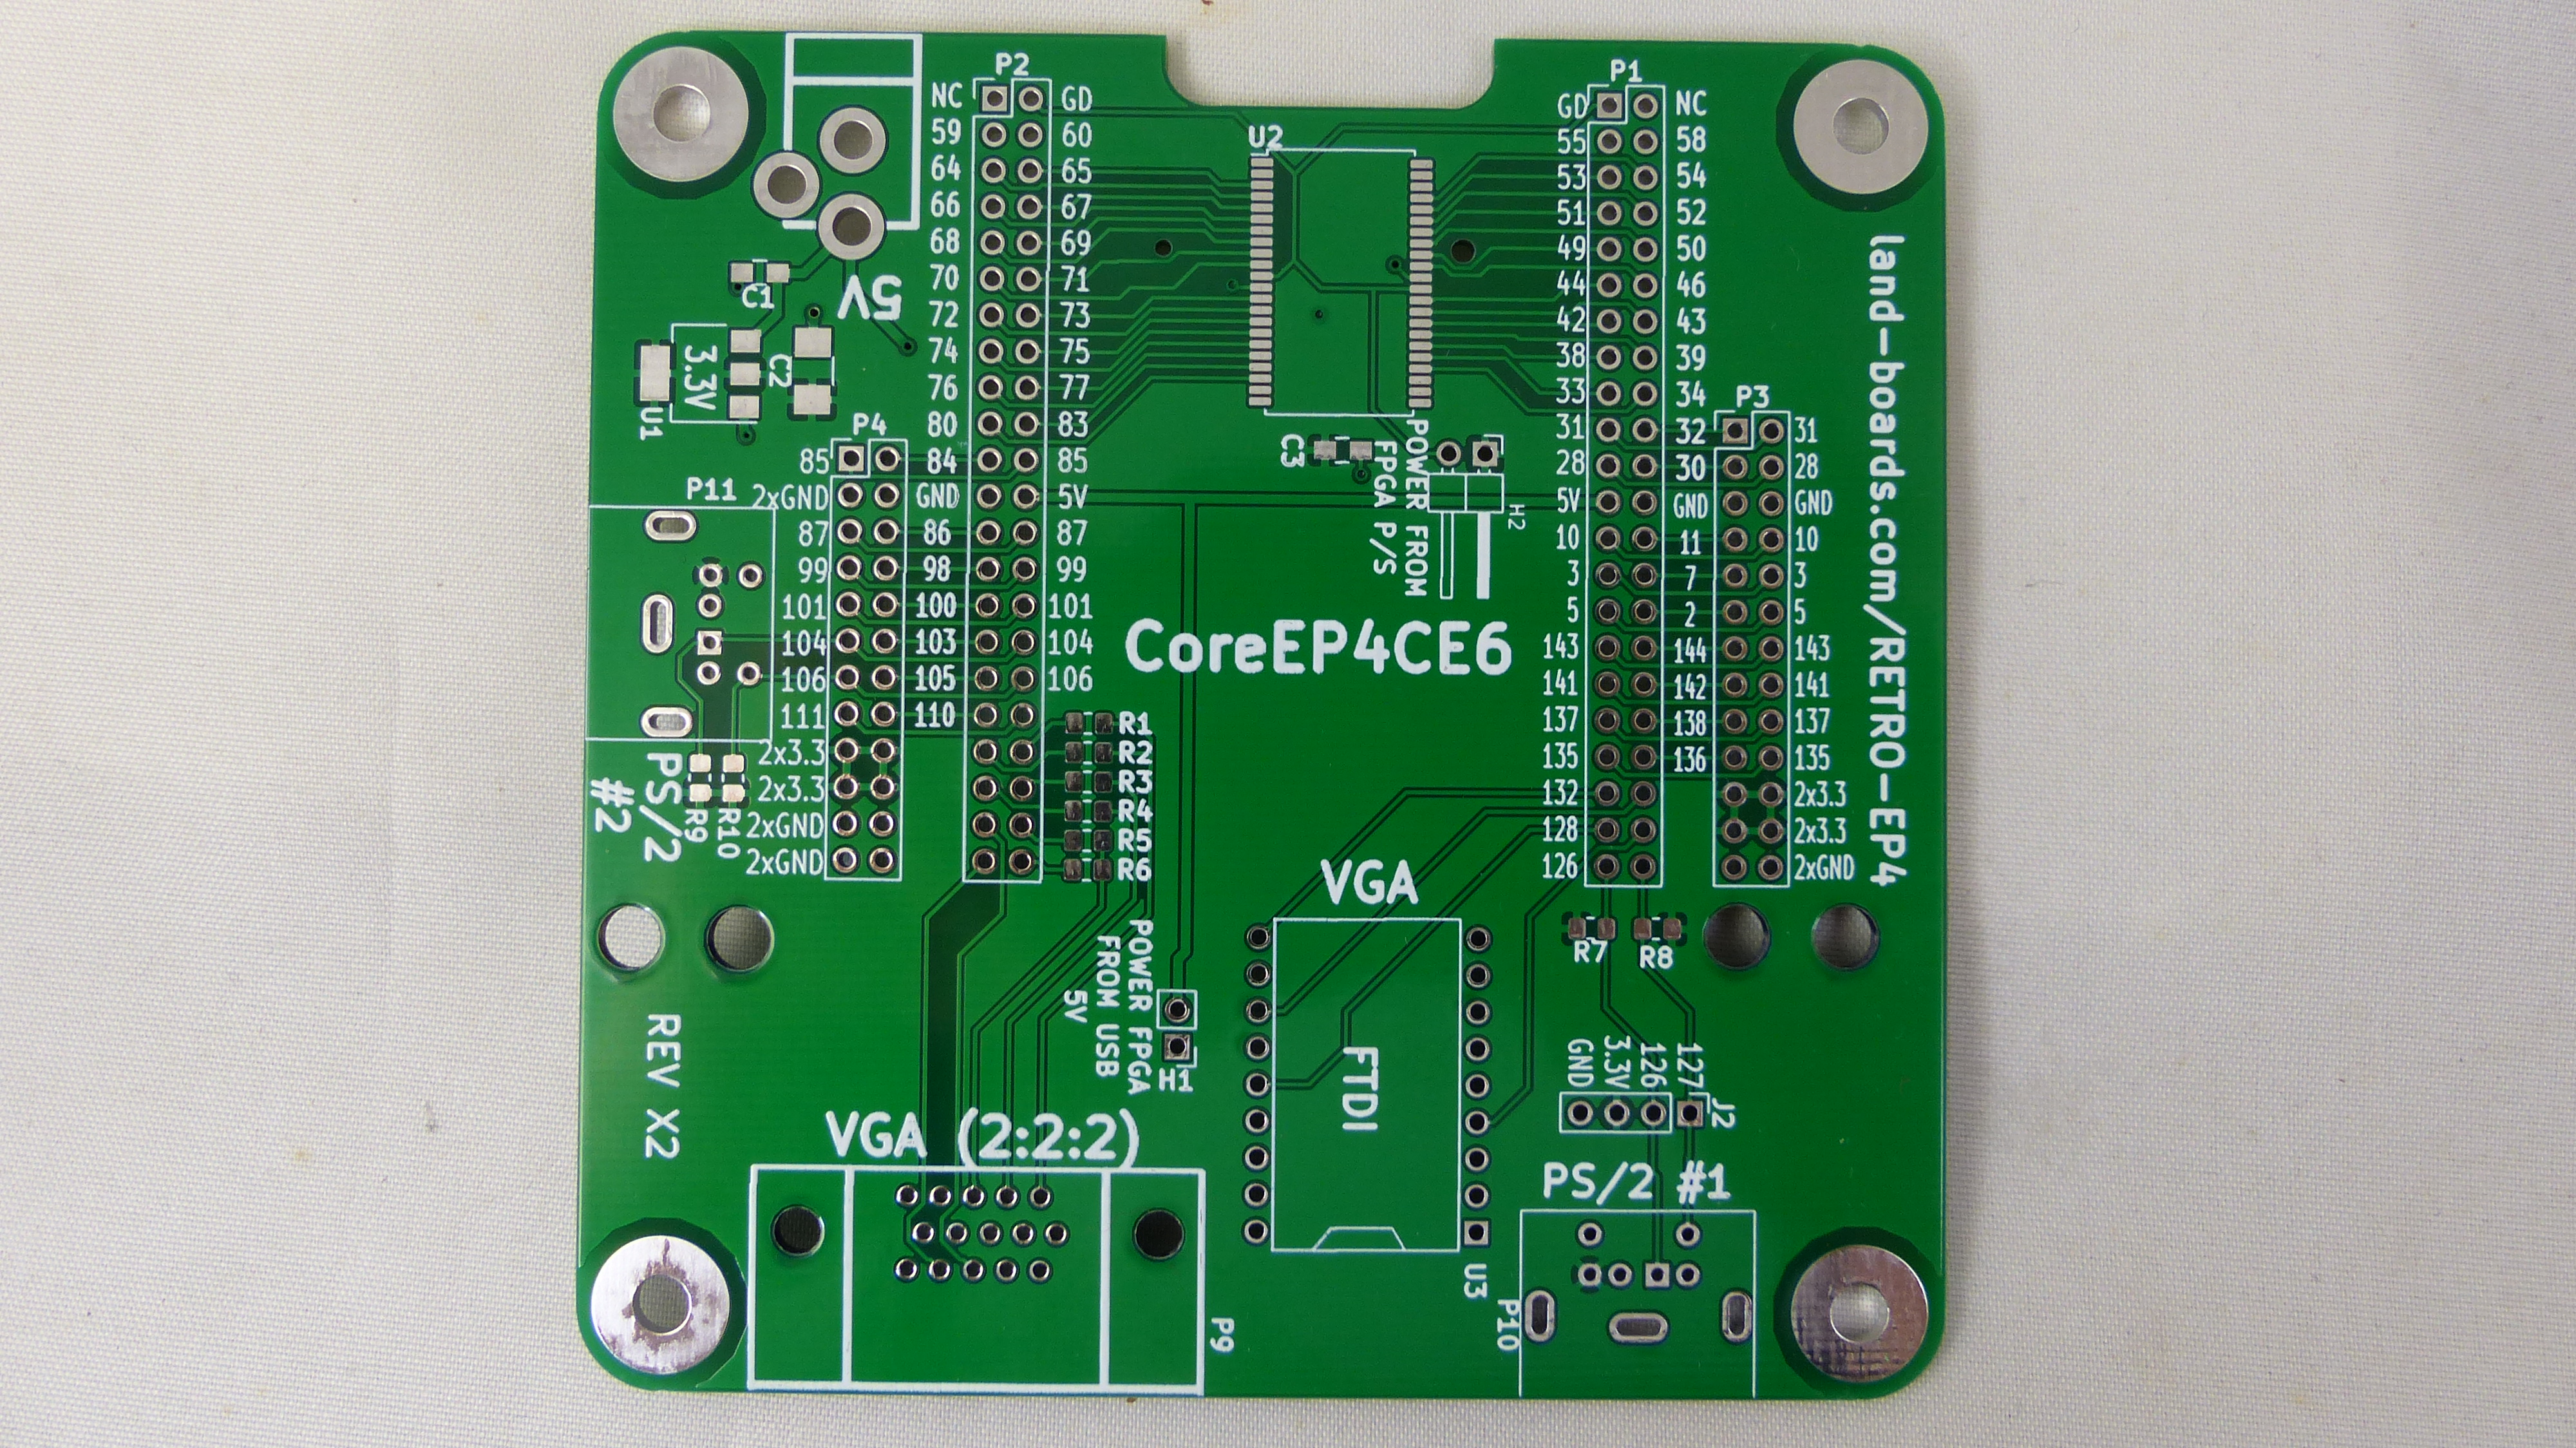 P2
P1
NC
GD
59
60
64
65
66
67
68
69
70
71
72
73
74
75
76
77
80
83
84
85
GND
5V
86
87
98
99
100
101
103
104
105
106
110
U2
GD
NC
55
58
53
54
51
52
49
50
44
46
42
43
38
39
33
34
31
32
28
30
5V
GND
10
11
3
7
5
2
143
144
141
142
137
138
135
136
132
128
126
P3
31
28
GND
10
3
5
143
141
137
135
2x3.3
2x3.3
2xGND
land-boards.com/RETRO-EP4
5V
C1
3.3V
C2
U1
P4
85
2xGND
87
99
101
104
106
111
2x3.3
2x3.3
2xGND
2xGND
P11
PS/2
#2
R9
R10
C3
POWER FROM
FPGA P/S
H2
CoreEP4CE6
R1
R2
R3
R4
R5
R6
POWER FPGA
FROM USB
5V
H1
VGA
FTDI
U3
R7
R8
GND
3.3V
126
127
J2
PS/2 #1
P10
REV X2
VGA (2:2:2)
P9